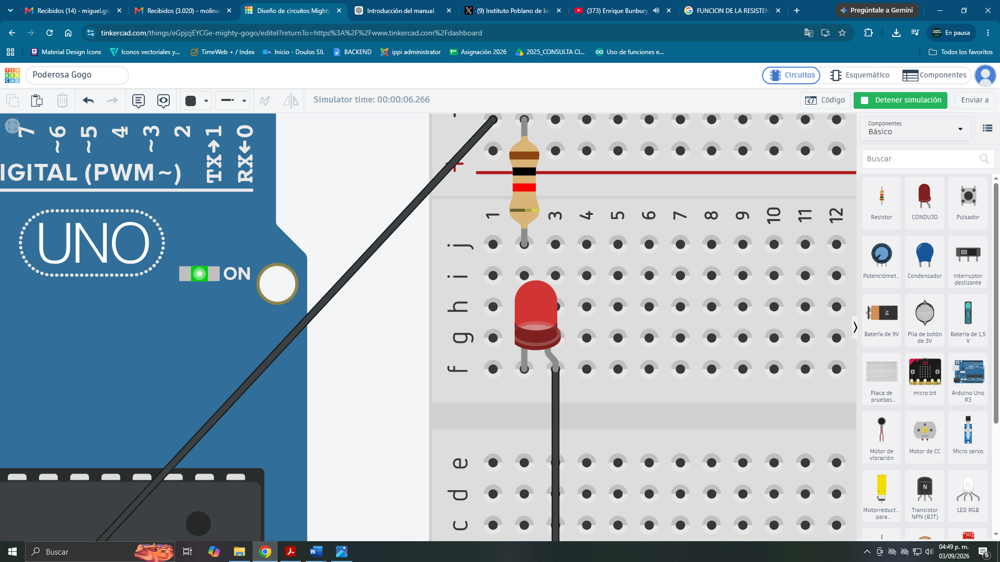 Recibidos (14) - miguel.go
Recibidos (3.020) - molinas
Diseño de circuitos Mighty
Introducción del manual
(9) Instituto Poblano de lo
(373) Enrique Bunbury
FUNCION DE LA RESISTEN
Pregúntale a Gemini
tinkercad.com/things/eGpjzjEYCGe-mighty-gogo/editel?returnTo=https%3A%2F%2Fwww.tinkercad.com%2Fdashboard
En pausa
Material Design Icons
Iconos vectoriales y...
TimeWeb + / Index
Inicio - Doulos SIL
BACKEND
ippi administrator
Asignación 2026
2025_CONSULTA CI...
Uso de funciones e...
Todos los favoritos
TIN
KER
CAD
Poderosa Gogo
Circuitos
Esquemático
Componentes
Simulator time: 00:00:06.266
Código
Detener simulación
Enviar a
7 ~6 ~5 4 ~3 2 TX→1 RX←0
IGITAL (PWM~)
UNO
ON
+
1 3 4 5 6 7 8 9 10 11 12
j
i
h
g
f
e
d
c
Componentes
Básico
Buscar
Resistor
CONDUJO
Pulsador
Potenciómet...
Condensador
interruptor
deslizante
9V
Batería de 9V
Pila de botón
de 3V
Batería de 1,5
V
Placa de
pruebas...
micro:bit
Arduino Uno
R3
Motor de
vibración
Motor de CC
Micro servo
N
Motorreduct...
para...
Transistor
NPN (BJT)
LED RGB
Buscar
04:49 p. m.
03/09/2026
6